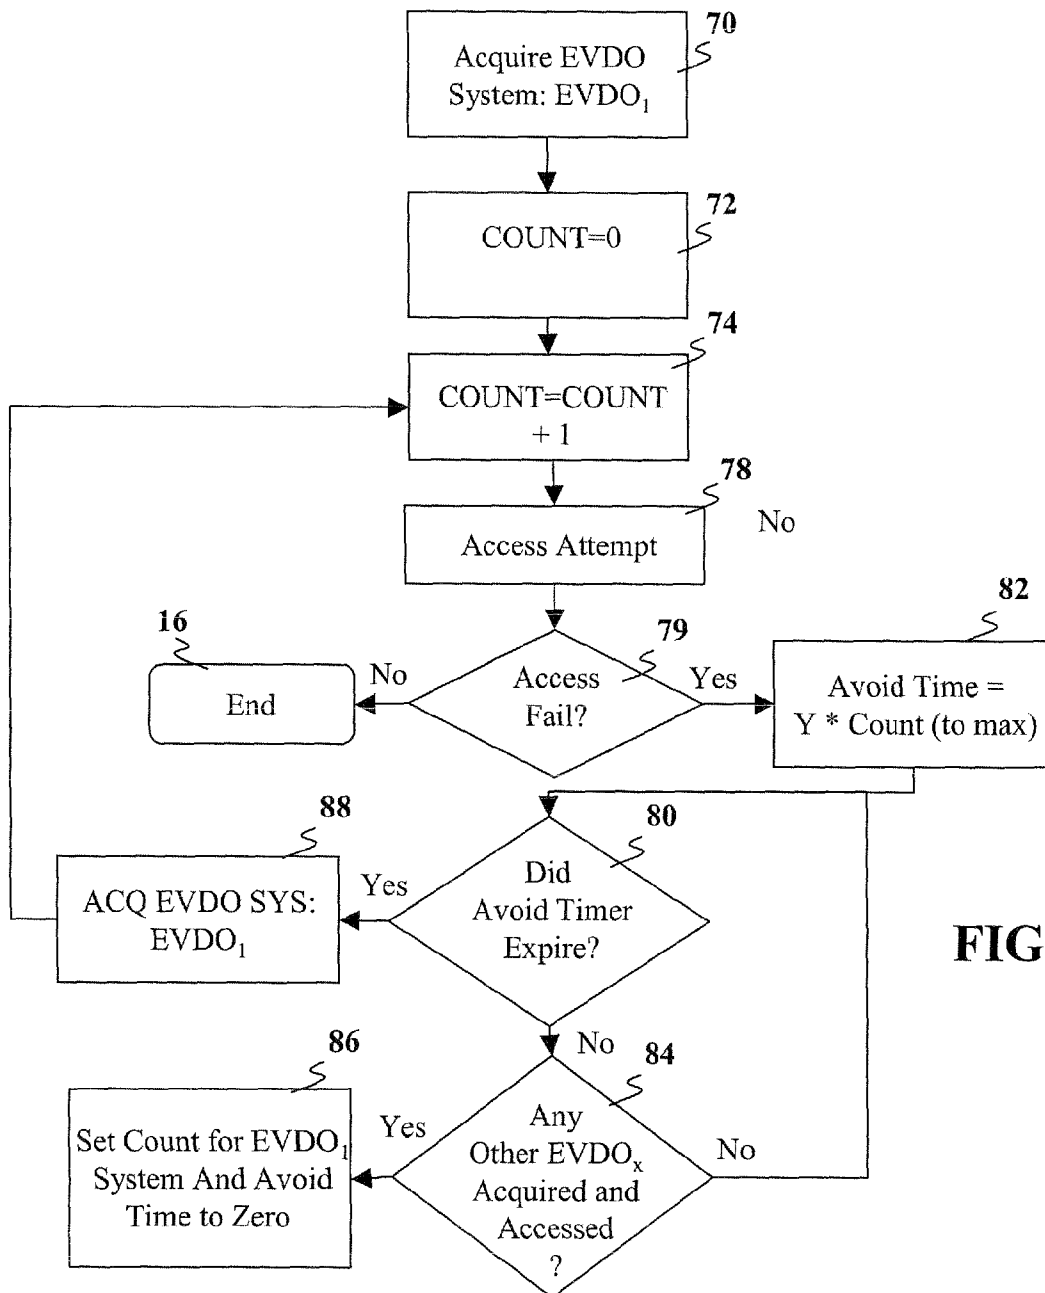 70
Acquire EVDO
System: EVDO₁
72
COUNT=0
74
COUNT=COUNT
+ 1
78
Access Attempt
No
16
End
No
79
Access
Fail?
Yes
82
Avoid Time =
Y * Count (to max)
88
ACQ EVDO SYS:
EVDO₁
Yes
80
Did
Avoid Timer
Expire?
FIG
No
86
Set Count for EVDO₁
System And Avoid
Time to Zero
Yes
84
Any
Other EVDOₓ
Acquired and
Accessed
?
No